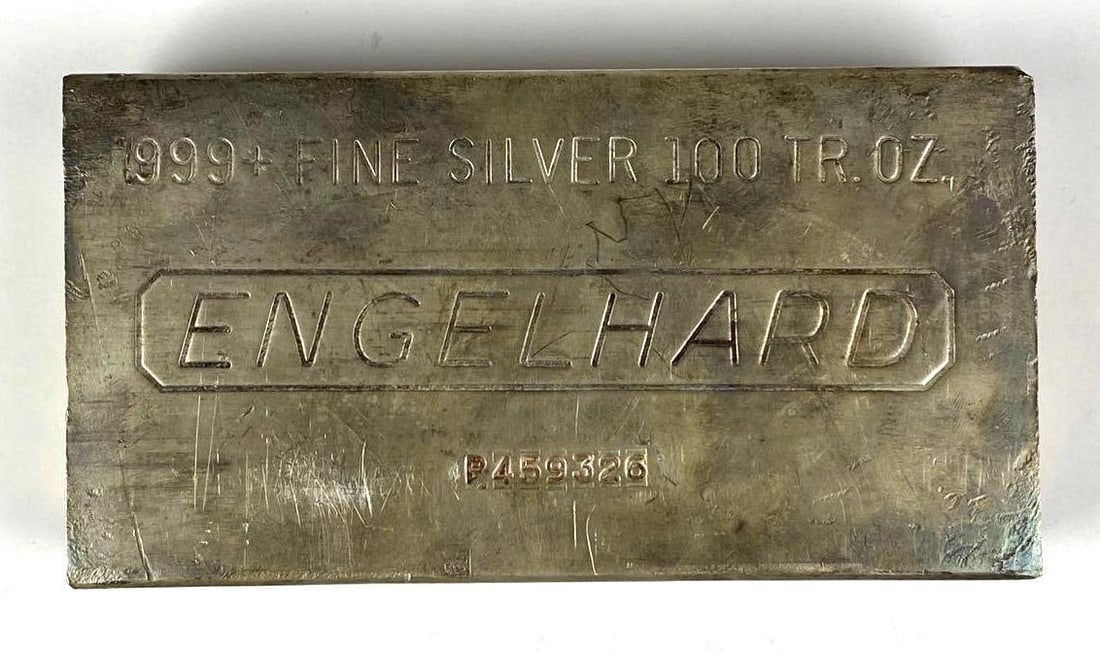 .999+ FINE SILVER 100 TR. OZ.
ENGELHARD
P459326